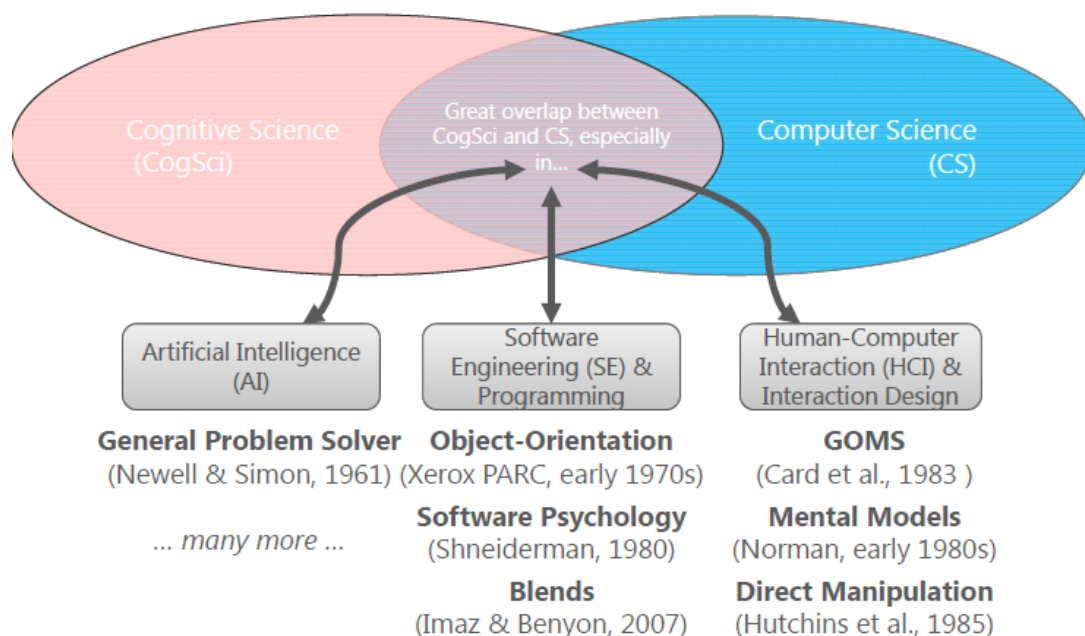 Cognitive Science
(CogSci)
Great overlap between
CogSci and CS, especially
in...
Computer Science
(CS)
Artificial Intelligence
(AI)
Software
Engineering (SE) &
Programming
Human-Computer
Interaction (HCI) &
Interaction Design
General Problem Solver
(Newell & Simon, 1961)
... many more ...
Object-Orientation
(Xerox PARC, early 1970s)
Software Psychology
(Shneiderman, 1980)
Blends
(Imaz & Benyon, 2007)
GOMS
(Card et al., 1983 )
Mental Models
(Norman, early 1980s)
Direct Manipulation
(Hutchins et al., 1985)